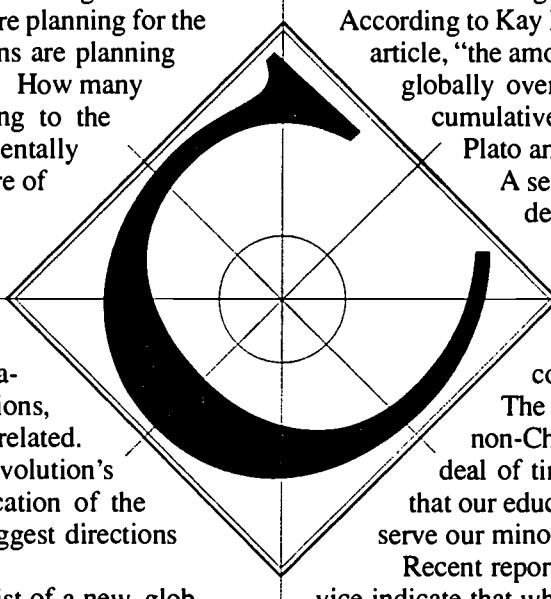 re planning for the
ns are planning
How many
ng to the
entally
re of
a-
ions,
related.
volution's
cation of the
ggest directions
ist of a new, glob-
C
According to Kay
article, “the amo
globally over
cumulative
Plato an
A se
de
co
The
non-Ch
deal of tin
that our educ
serve our mino
Recent repor
vice indicate that wh